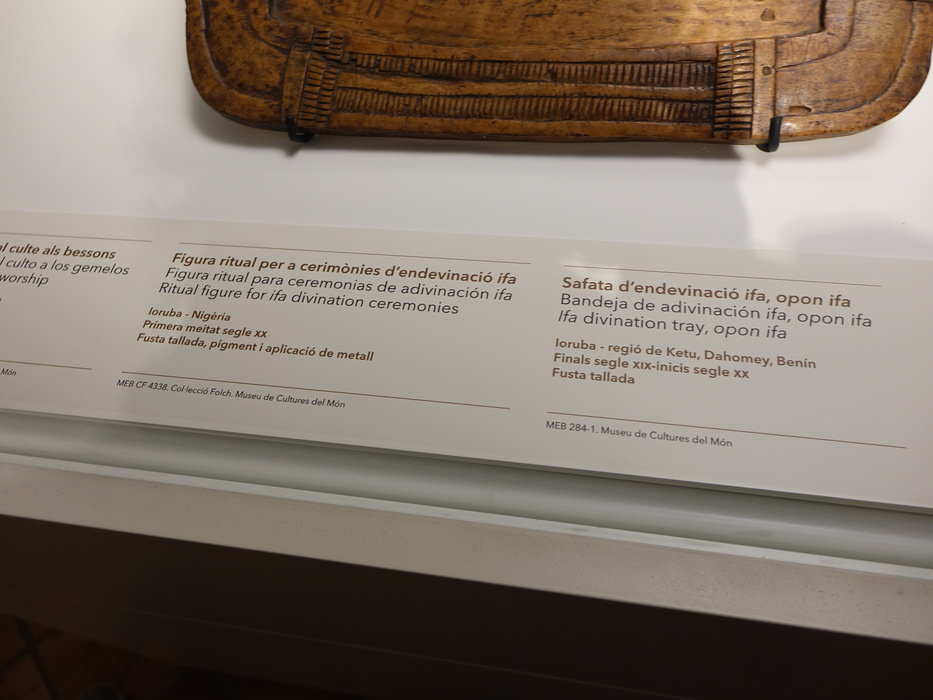 al culte als bessons
l culto a los gemelos
worship
Món
Figura ritual per a cerimònies d'endevinació ifa
Figura ritual para ceremonias de adivinación ifa
Ritual figure for ifa divination ceremonies
Ioruba - Nigèria
Primera meitat segle XX
Fusta tallada, pigment i aplicació de metall
MEB CF 4338. Col·lecció Folch. Museu de Cultures del Món
Safata d'endevinació ifa, opon ifa
Bandeja de adivinación ifa, opon ifa
Ifa divination tray, opon ifa
Ioruba - regió de Ketu, Dahomey, Benín
Finals segle XIX-inicis segle XX
Fusta tallada
MEB 284-1. Museu de Cultures del Món